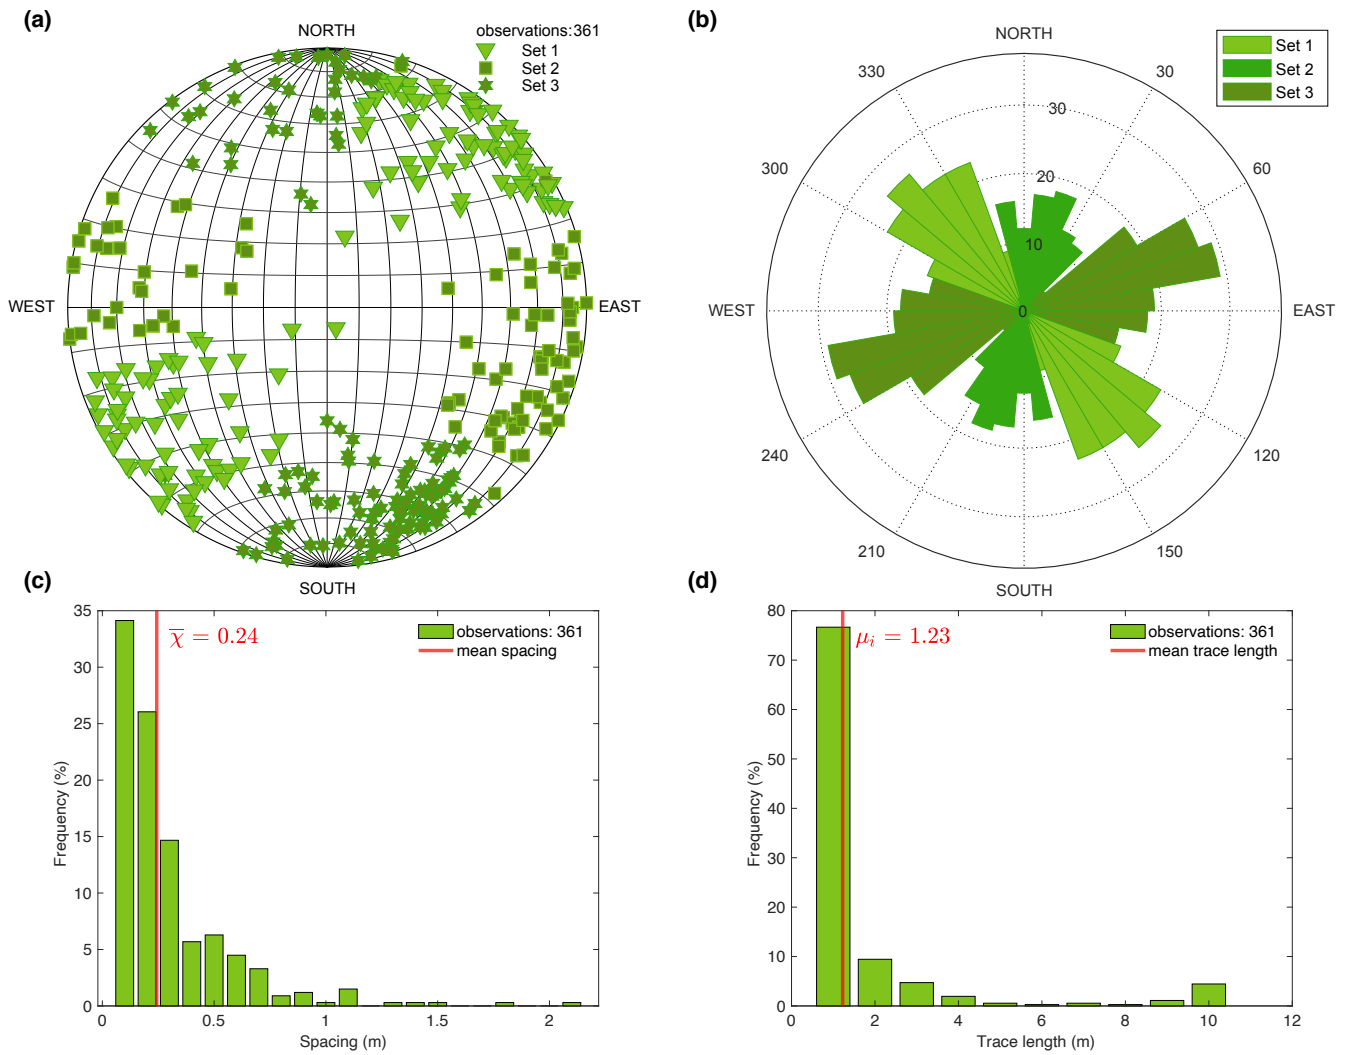 (a)
NORTH
observations:361
Set 1
Set 2
Set 3
WEST
EAST
SOUTH
(b)
NORTH
Set 1
Set 2
Set 3
330
30
300
60
30
20
10
0
WEST
EAST
240
120
210
150
SOUTH
(c)
35
30
25
20
15
10
5
0
Frequency (%)
χ̅ = 0.24
observations: 361
mean spacing
0
0.5
1
1.5
2
Spacing (m)
(d)
80
70
60
50
40
30
20
10
0
Frequency (%)
μᵢ = 1.23
observations: 361
mean trace length
0
2
4
6
8
10
12
Trace length (m)